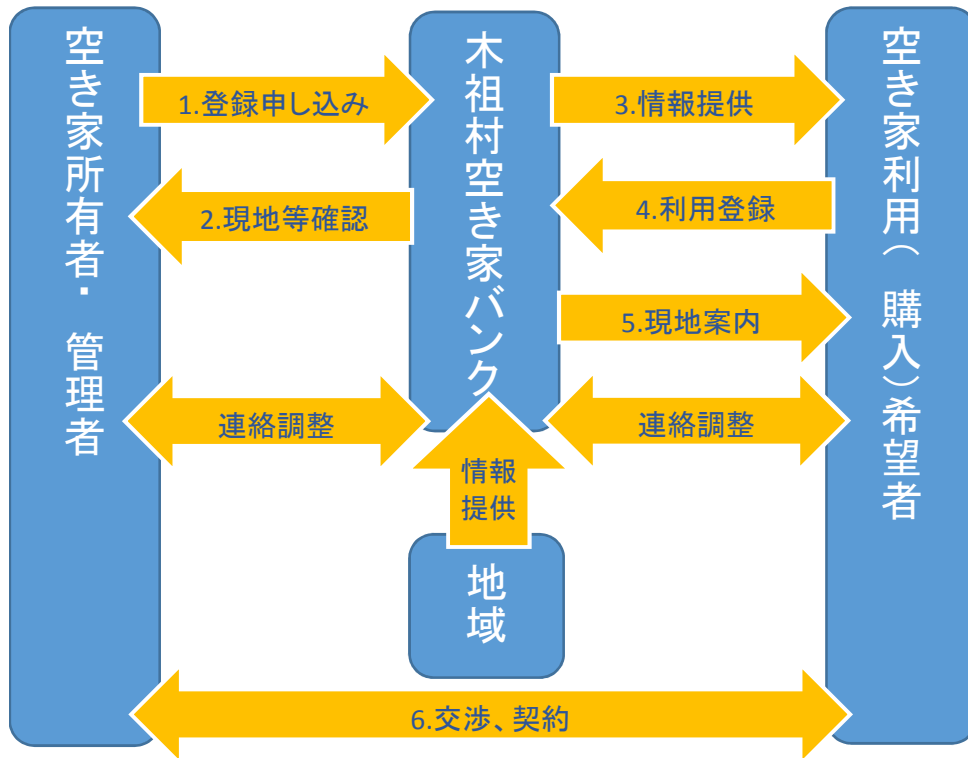 空き家所有者・ 管理者
木祖村空き家バンク
空き家利用( 購入)希望者
1.登録申し込み
3.情報提供
2.現地等確認
4.利用登録
5.現地案内
連絡調整
連絡調整
情報
提供
地域
6.交渉、契約